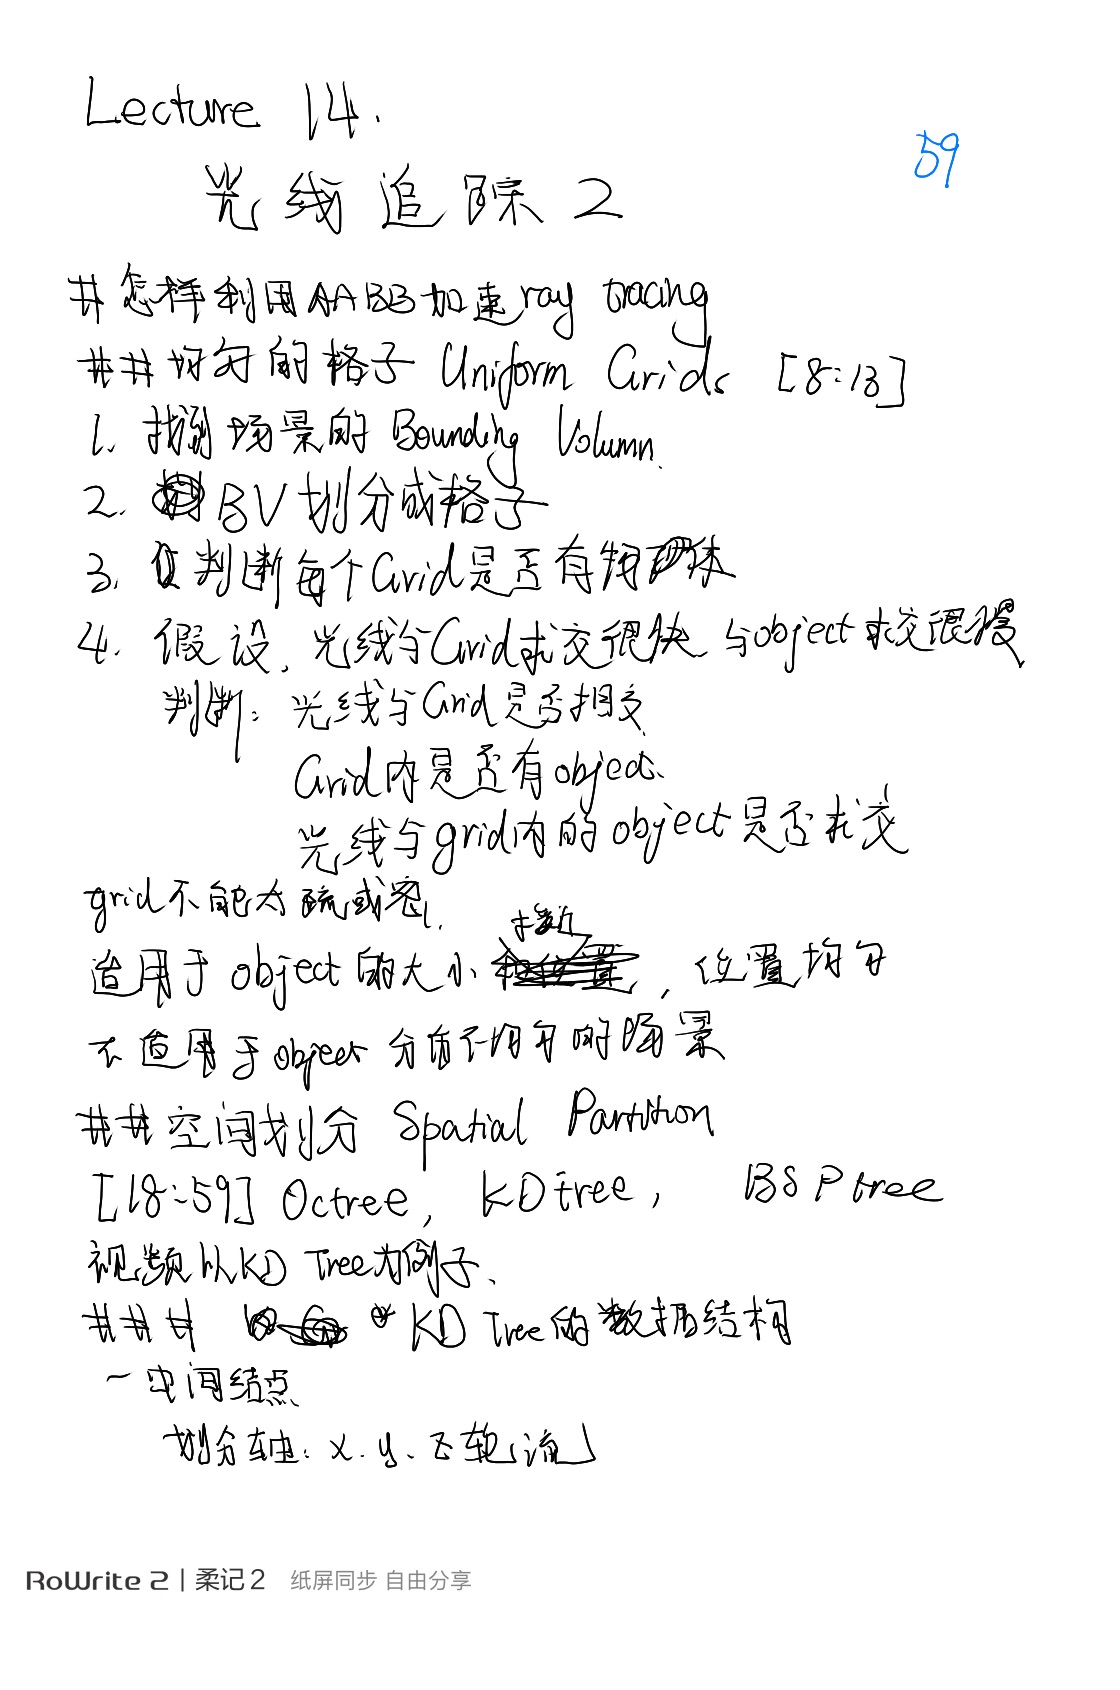 Lecture 14.
59
光线追踪 2
# 怎样利用AABB加速ray tracing
## 均匀的格子 Uniform Grids [8:13]
1. 找到场景的 Bounding Volumn.
2. BV划分成格子
3. 判断每个Grid是否有物体
4. 假设, 光线与Grid求交很快 与object求交很慢
判断: 光线与Grid是否相交
Grid内是否有object、
光线与grid内的object是否求交
grid不能太疏或密,
适用于object的大小接近, 位置均匀
不适用于object 分布不均匀的场景
## 空间划分 Spatial Partition
[18:59] Octree, KD tree, BSP tree
视频以KD Tree为例子、
### KD Tree的数据结构
- 中间结点
划分轴: x. y. z轮流
RoWrite 2 | 柔记 2 纸屏同步 自由分享